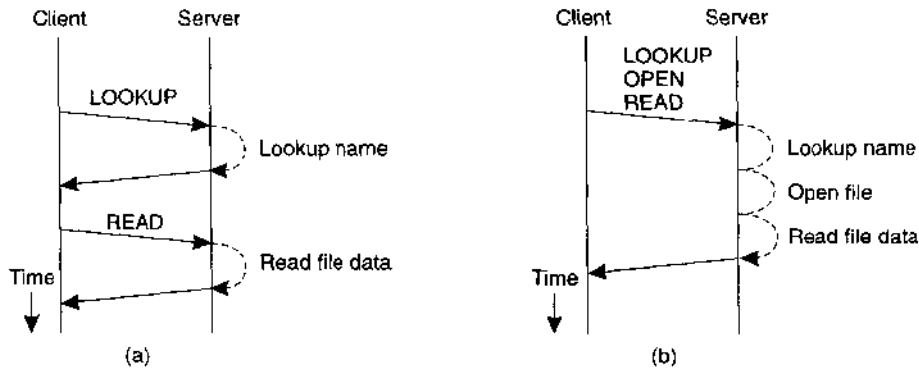 Client
Server
LOOKUP
Lookup name
READ
Read file data
Time
(a)
Client
Server
LOOKUP
OPEN
READ
Lookup name
Open file
Read file data
Time
(b)